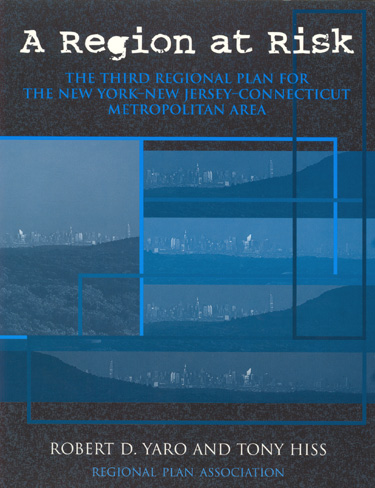 A Region at Risk
THE THIRD REGIONAL PLAN FOR
THE NEW YORK-NEW JERSEY-CONNECTICUT
METROPOLITAN AREA
ROBERT D. YARO AND TONY HISS
REGIONAL PLAN ASSOCIATION